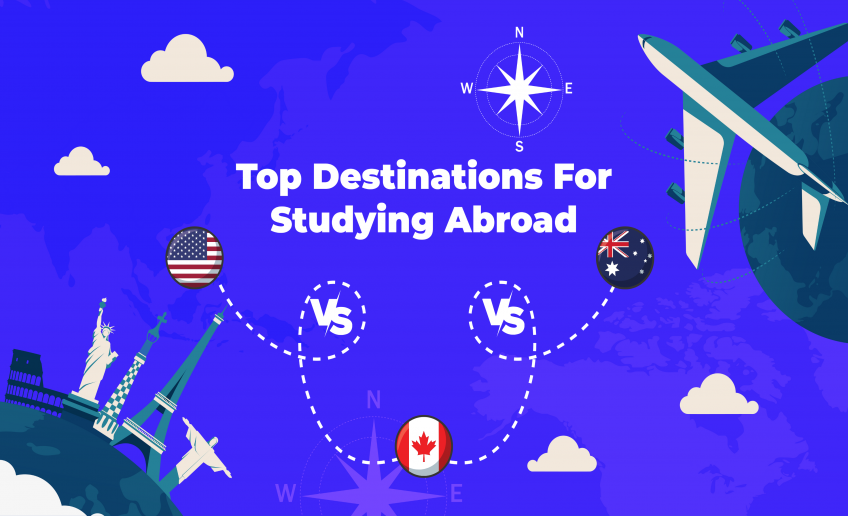 N
W E
S
Top Destinations For
Studying Abroad
VS VS
N
W E